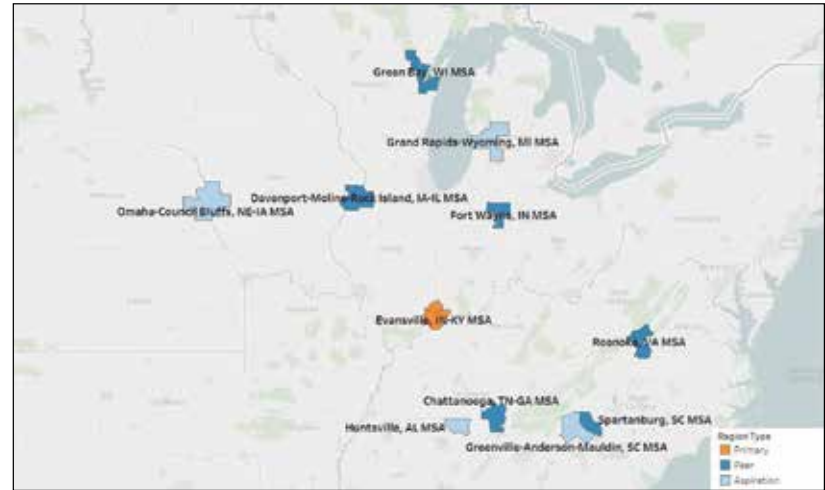 Green Bay, WI MSA
Grand Rapids-Wyoming, MI MSA
Omaha-Council Bluffs, NE-IA MSA
Davenport-Moline-Rock Island, IA-IL MSA
Fort Wayne, IN MSA
Evansville, IN-KY MSA
Roanoke, VA MSA
Chattanooga, TN-GA MSA
Huntsville, AL MSA
Spartanburg, SC MSA
Greenville-Anderson-Mauldin, SC MSA
Region Type
Primary
Peer
Aspiration